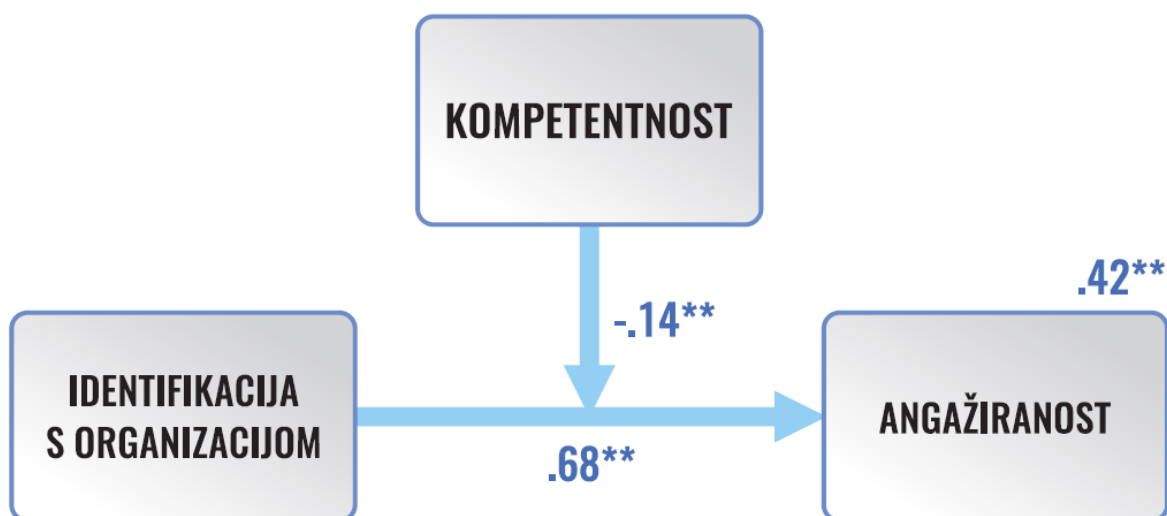 KOMPETENTNOST
-.14**
.42**
IDENTIFIKACIJA
S ORGANIZACIJOM
.68**
ANGAŽIRANOST